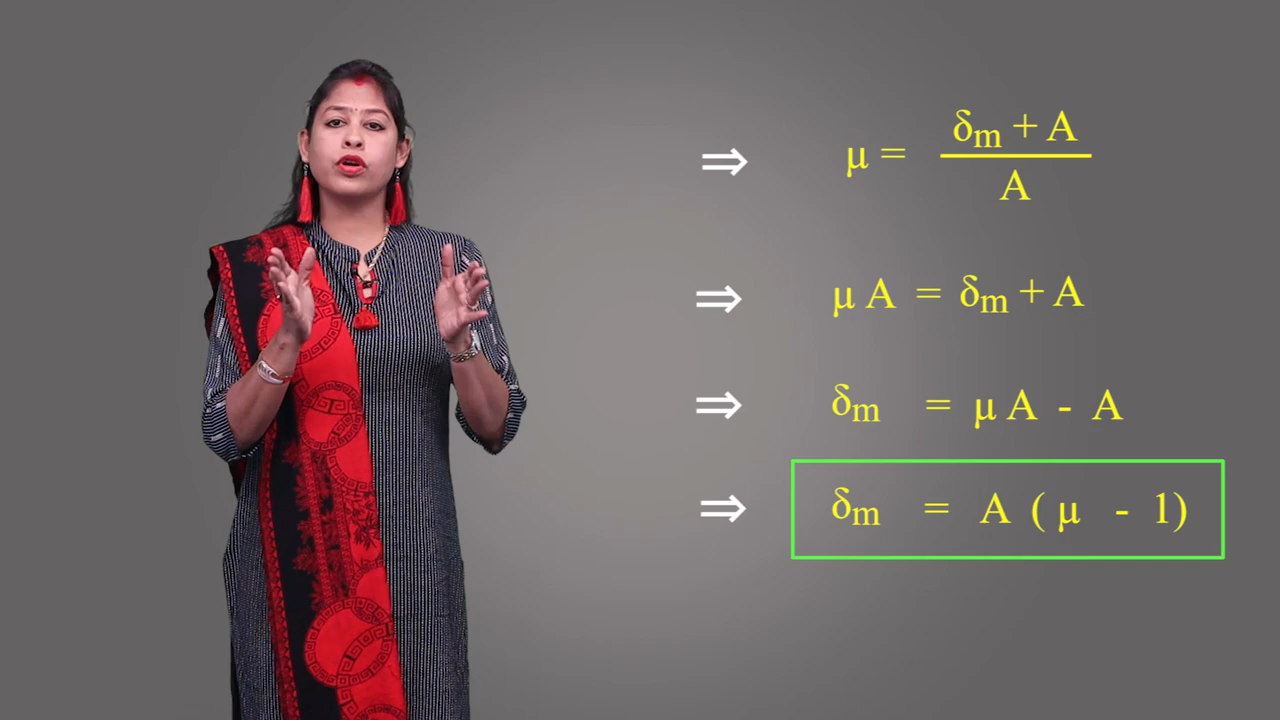 ⇒ μ = (δm + A) / A
⇒ μ A = δm + A
⇒ δm = μ A - A
⇒ δm = A ( μ - 1)